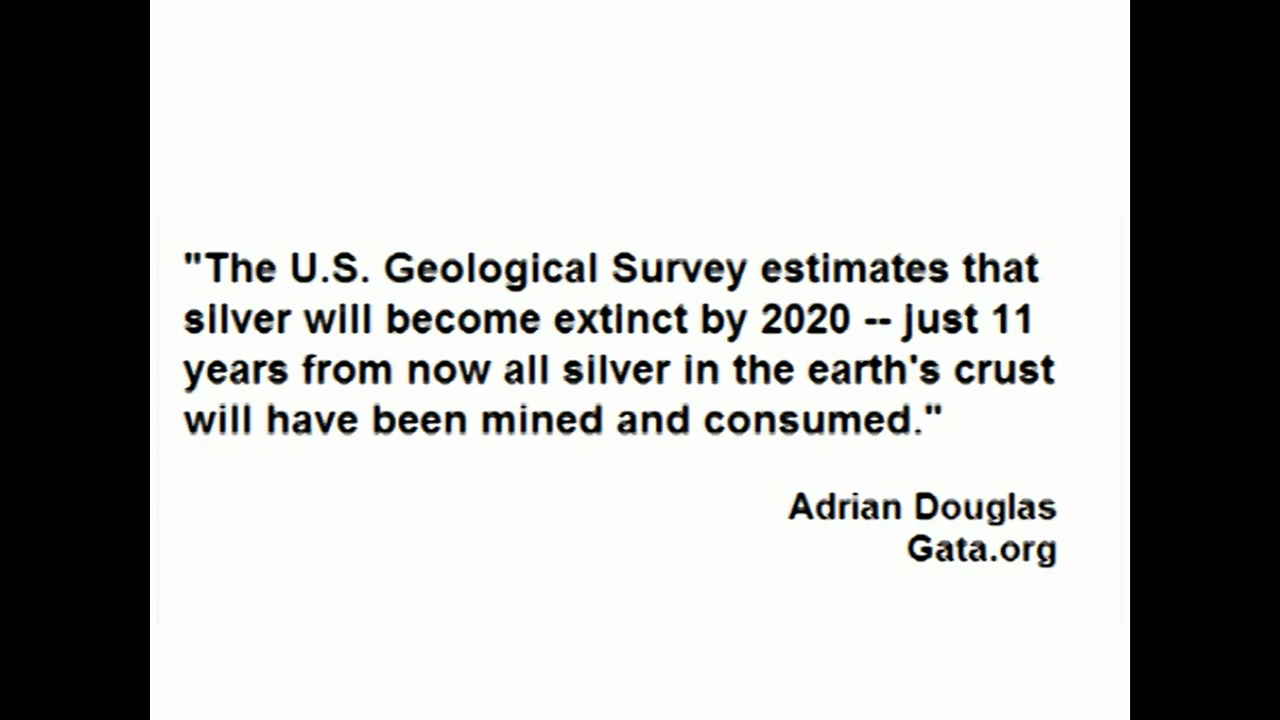 "The U.S. Geological Survey estimates that
silver will become extinct by 2020 -- just 11
years from now all silver in the earth's crust
will have been mined and consumed."
Adrian Douglas
Gata.org